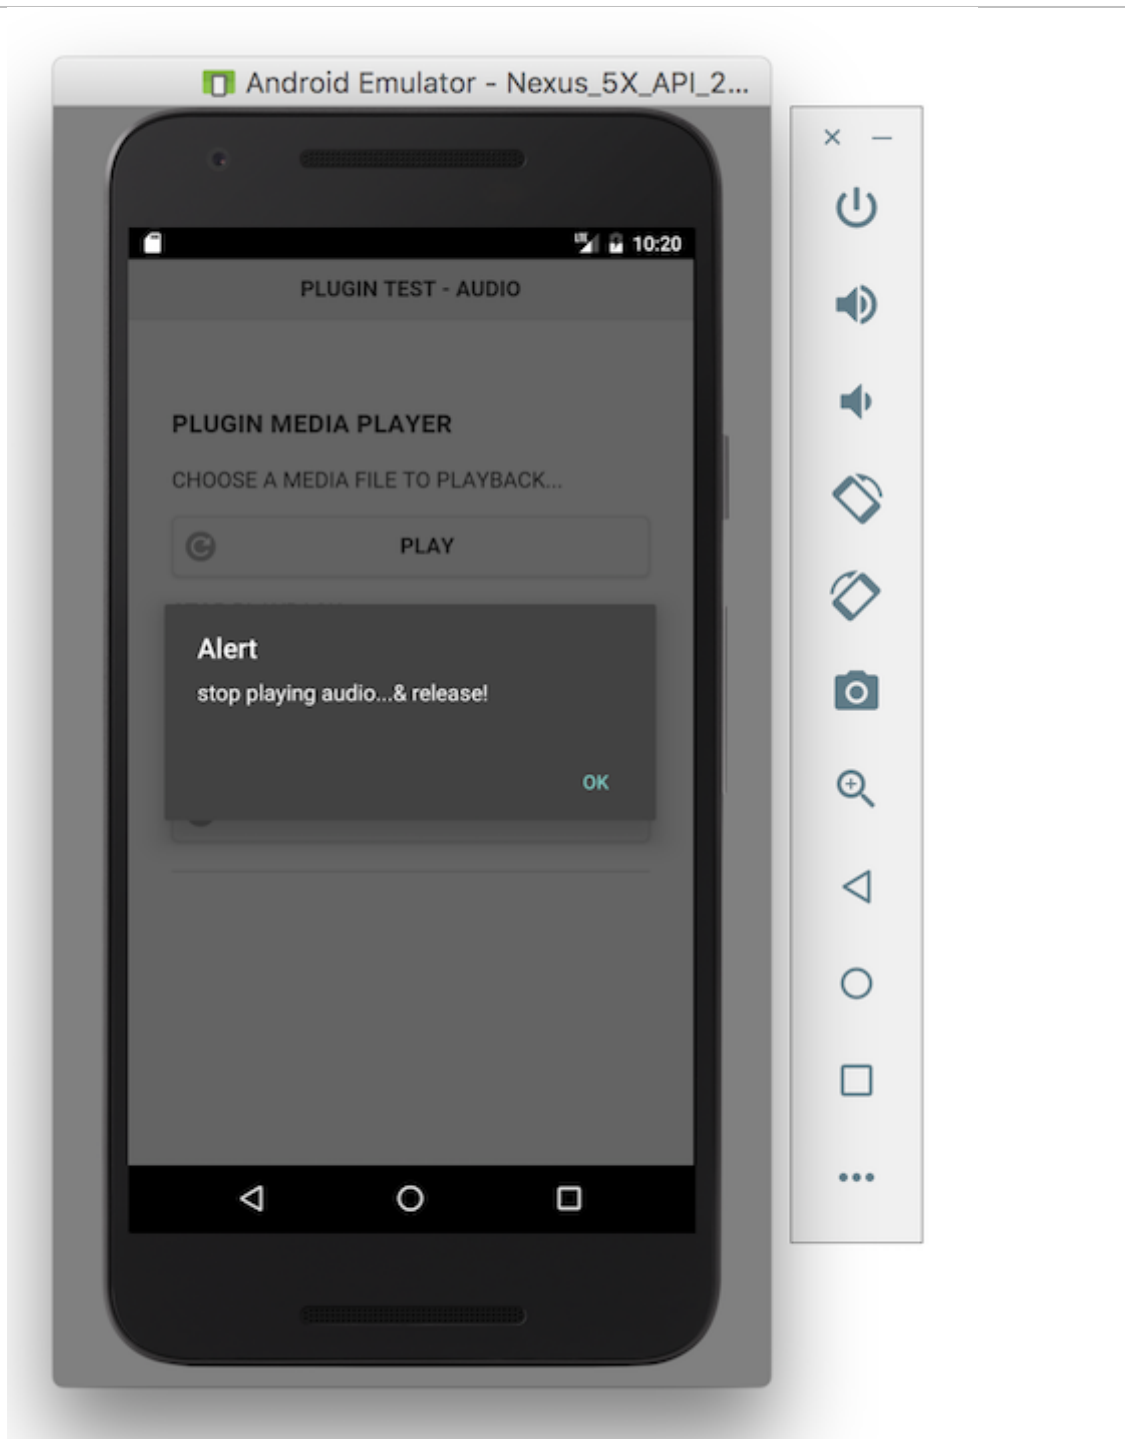 Android Emulator - Nexus_5X_API_2...
LTE 10:20
PLUGIN TEST - AUDIO
PLUGIN MEDIA PLAYER
CHOOSE A MEDIA FILE TO PLAYBACK...
PLAY
Alert
stop playing audio...& release!
OK